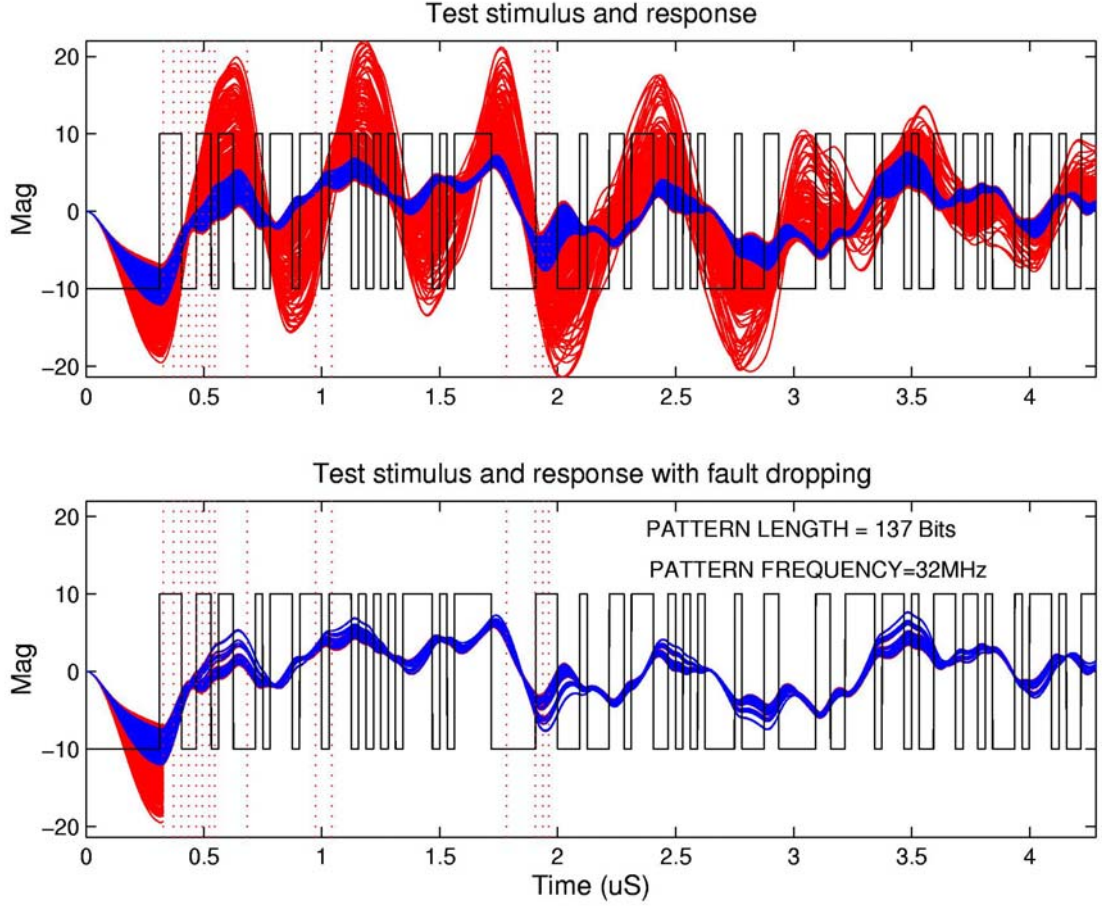 Test stimulus and response
20
10
0
−10
−20
Mag
0 0.5 1 1.5 2 2.5 3 3.5 4
Test stimulus and response with fault dropping
PATTERN LENGTH = 137 Bits
PATTERN FREQUENCY=32MHz
20
10
0
−10
−20
Mag
0 0.5 1 1.5 2 2.5 3 3.5 4
Time (uS)